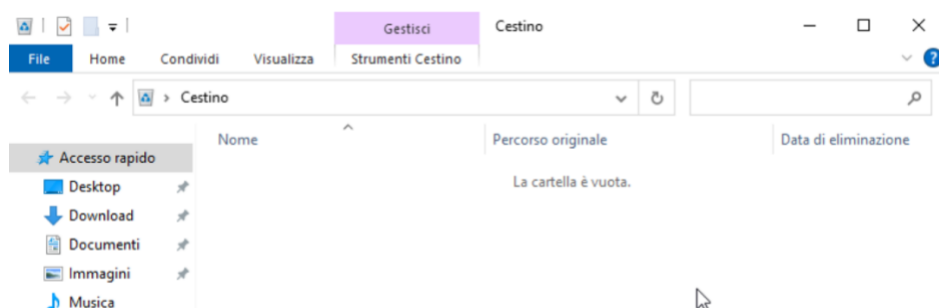 Gestisci Cestino
File Home Condividi Visualizza Strumenti Cestino
Cestino
Nome Percorso originale Data di eliminazione
La cartella è vuota.
Accesso rapido
Desktop
Download
Documenti
Immagini
Musica